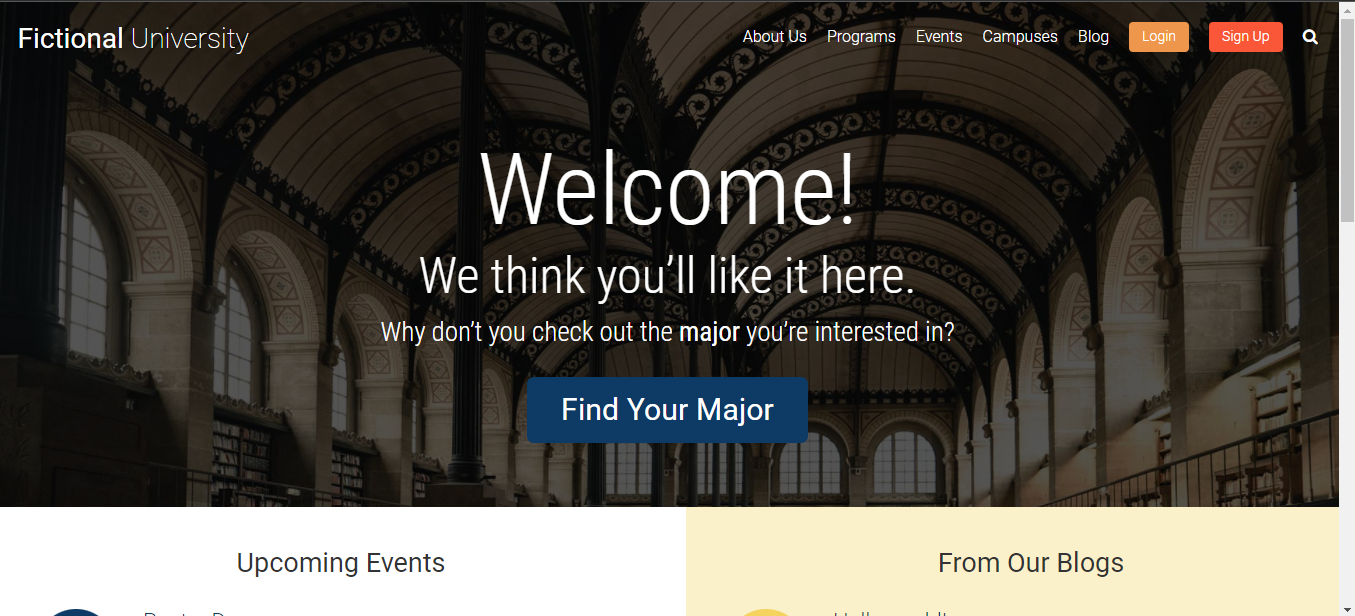 Fictional University
About Us Programs Events Campuses Blog Login Sign Up
Welcome!
We think you’ll like it here.
Why don’t you check out the major you’re interested in?
Find Your Major
Upcoming Events
From Our Blogs